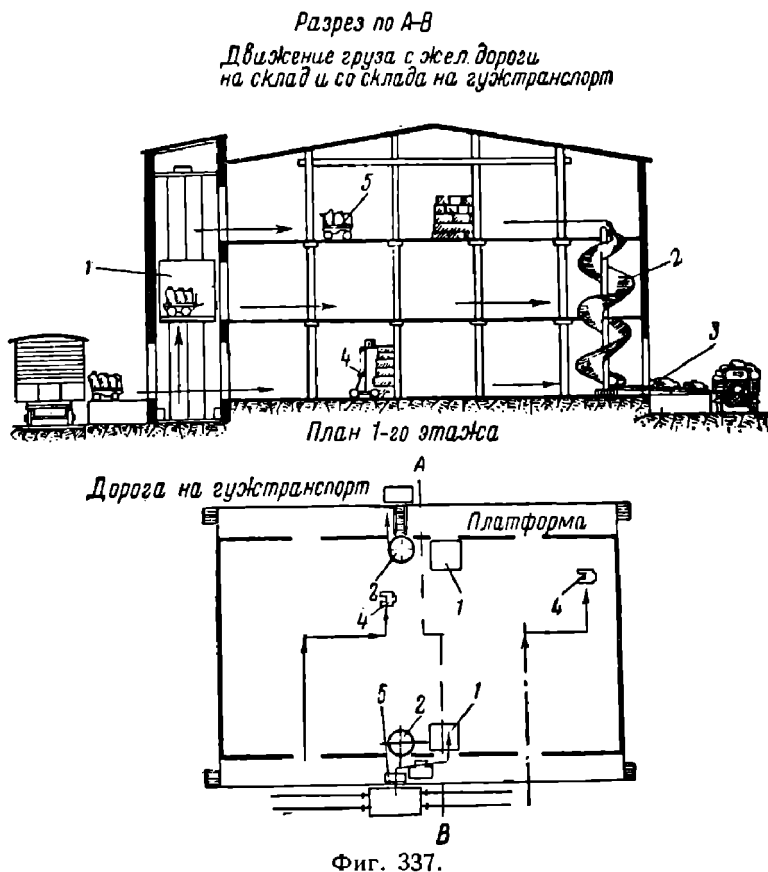 Разрез по А-В
Движение груза с жел. дороги
на склад и со склада на гужтранспорт
5
1
2
3
4
План 1-го этажа
А
Дорога на гужтранспорт
Платформа
2
1
4
4
5
2
1
В
Фиг. 337.